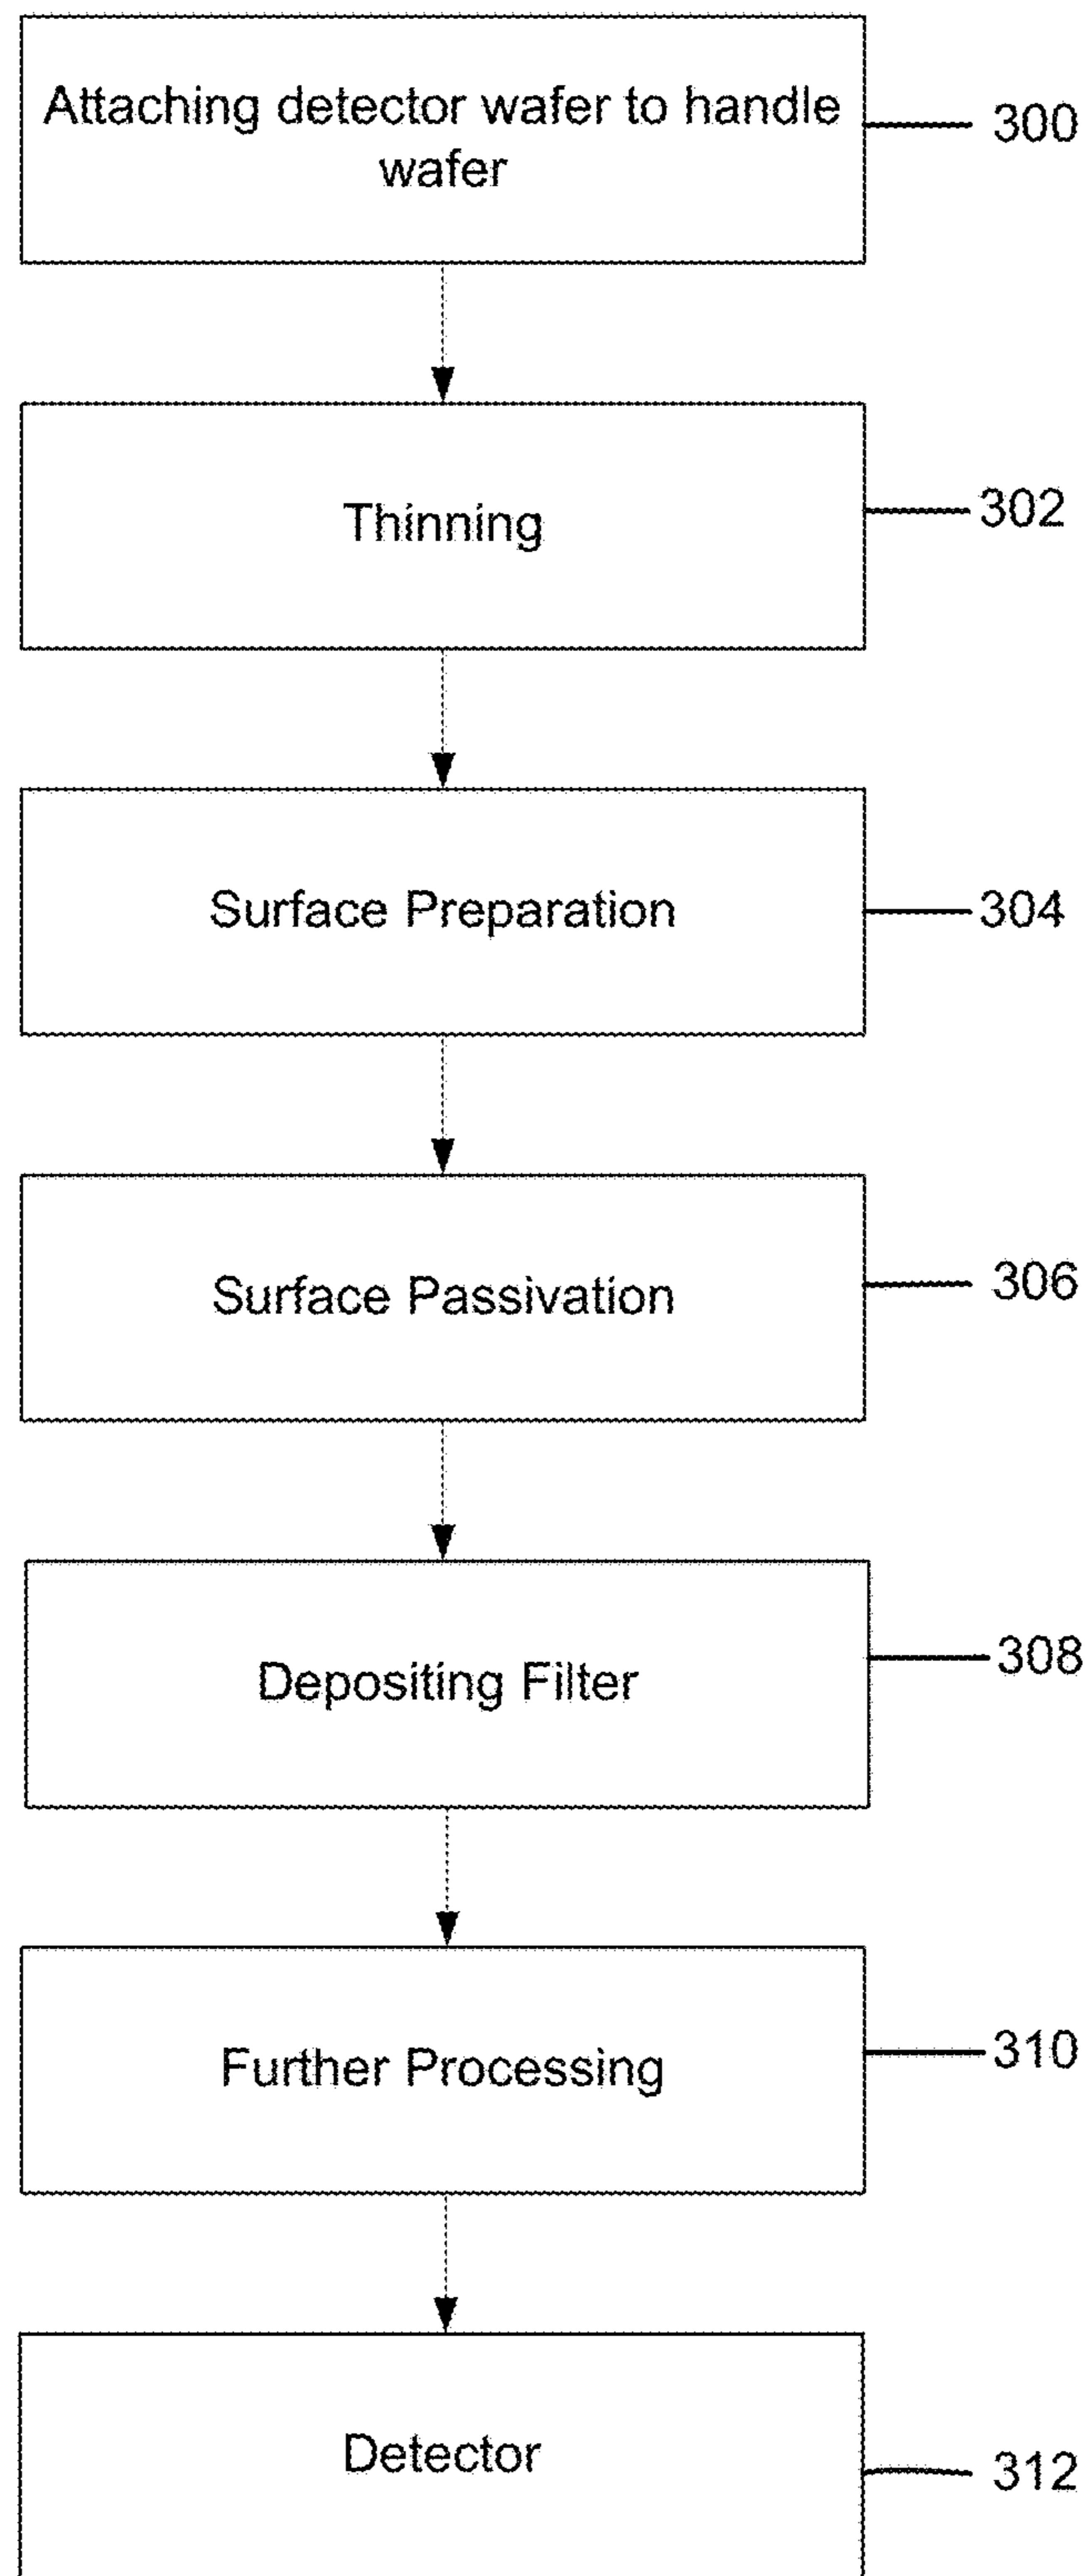 Attaching detector wafer to handle
wafer
300
Thinning
302
Surface Preparation
304
Surface Passivation
306
Depositing Filter
308
Further Processing
310
Detector
312